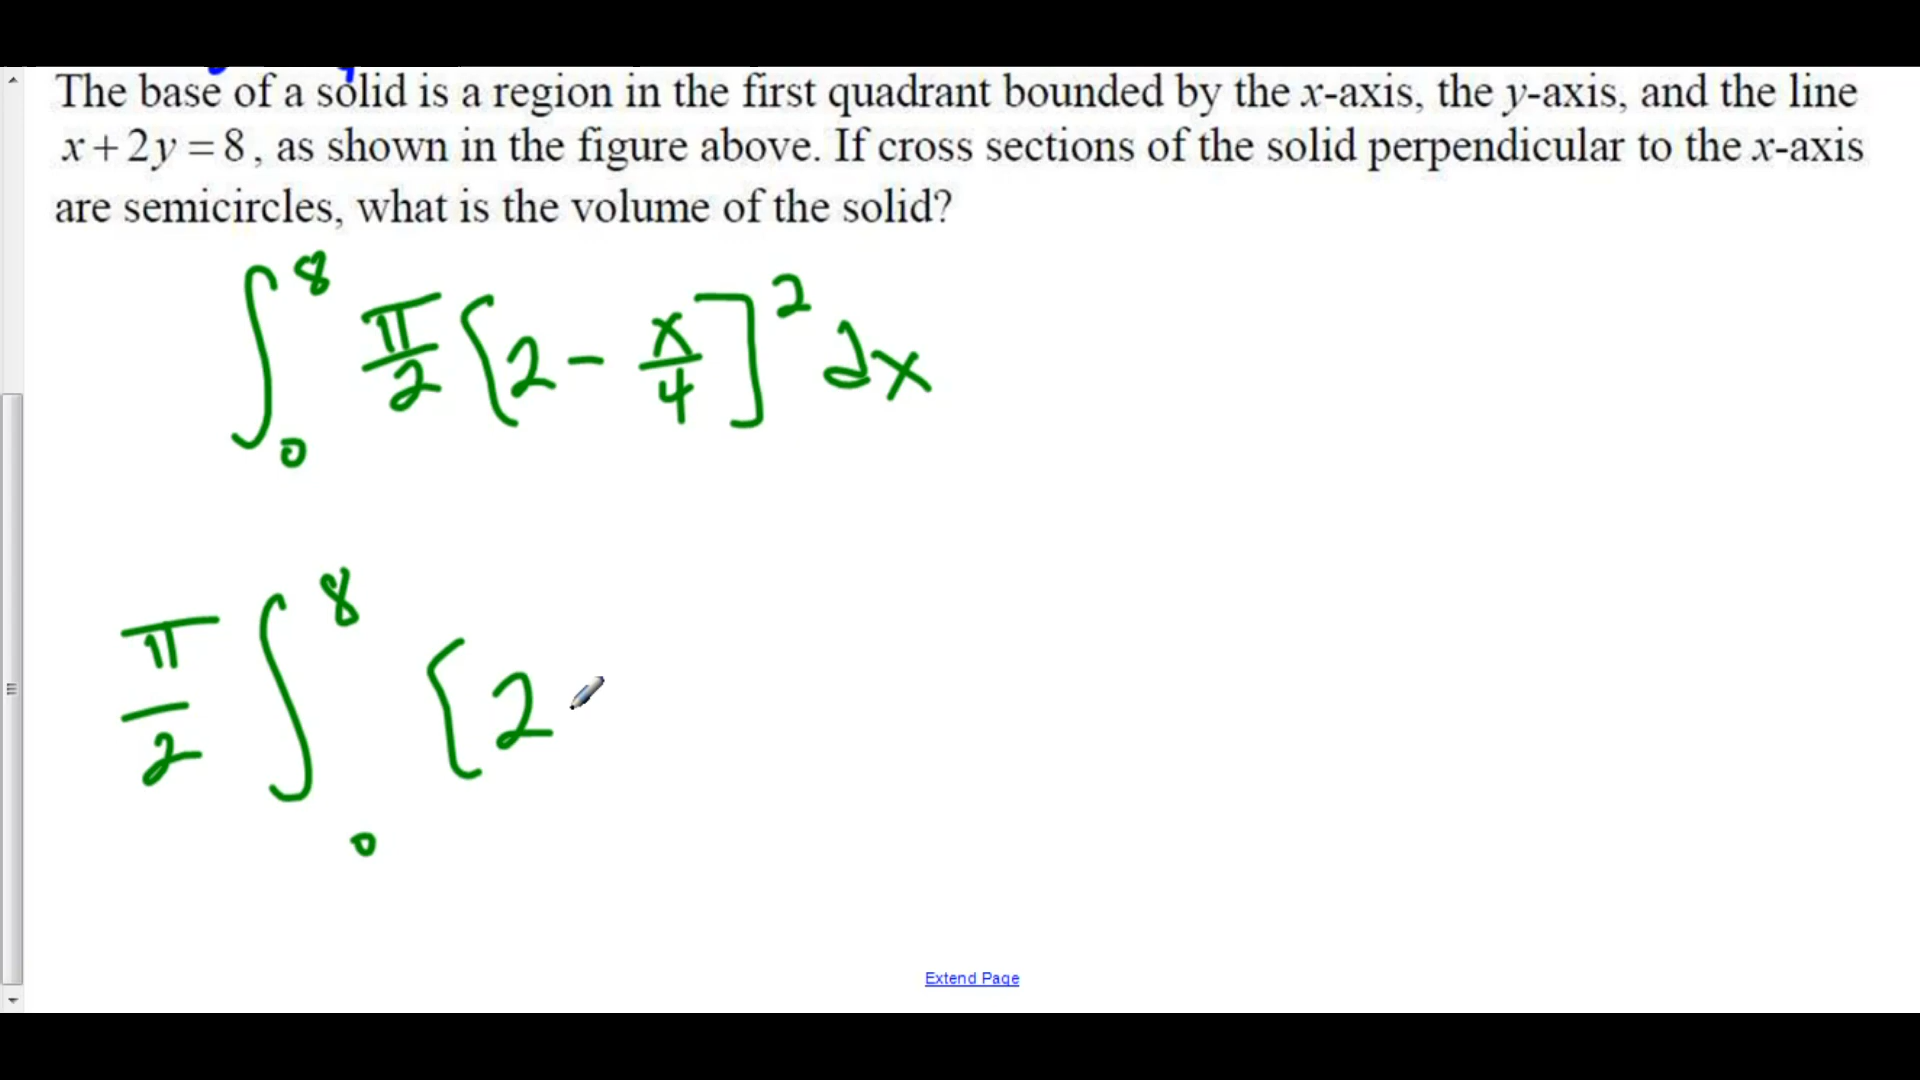 The base of a solid is a region in the first quadrant bounded by the x-axis, the y-axis, and the line
x + 2y = 8, as shown in the figure above. If cross sections of the solid perpendicular to the x-axis
are semicircles, what is the volume of the solid?
∫₀⁸ π/2 [2 - x/4]² dx
π/2 ∫₀⁸ [2
Extend Page